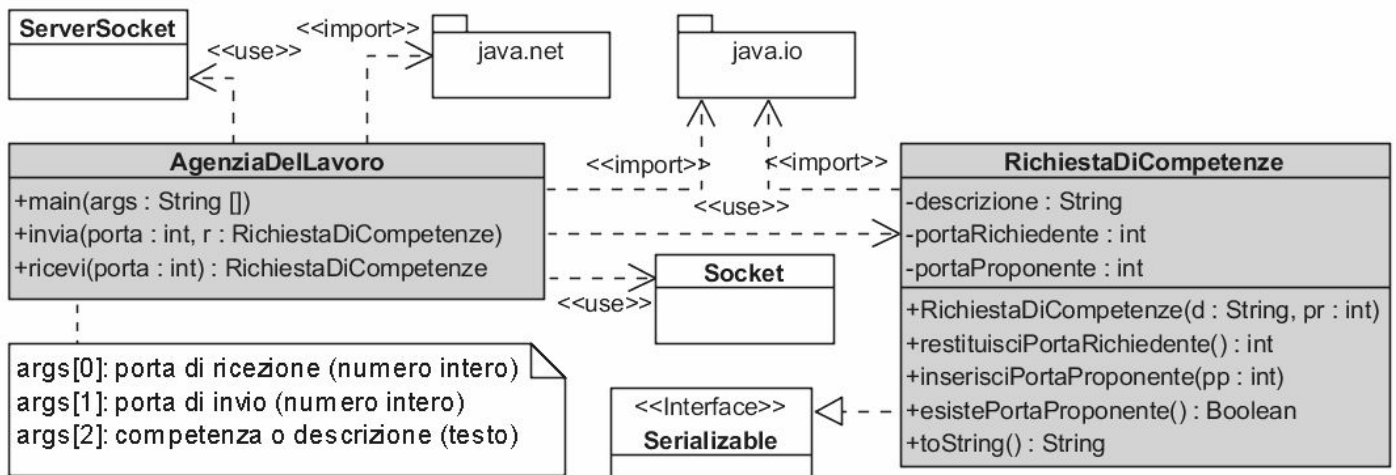 ServerSocket
<<use>>
<<import>>
java.net
java.io
AgenziaDelLavoro
+main(args : String [])
+invia(porta : int, r : RichiestaDiCompetenze)
+ricevi(porta : int) : RichiestaDiCompetenze
<<import>>
<<import>>
<<use>>
<<use>>
Socket
RichiestaDiCompetenze
-descrizione : String
-portaRichiedente : int
-portaProponente : int
+RichiestaDiCompetenze(d : String, pr : int)
+restituisciPortaRichiedente() : int
+inserisciPortaProponente(pp : int)
+esistePortaProponente() : Boolean
+toString() : String
args[0]: porta di ricezione (numero intero)
args[1]: porta di invio (numero intero)
args[2]: competenza o descrizione (testo)
<<Interface>>
Serializable